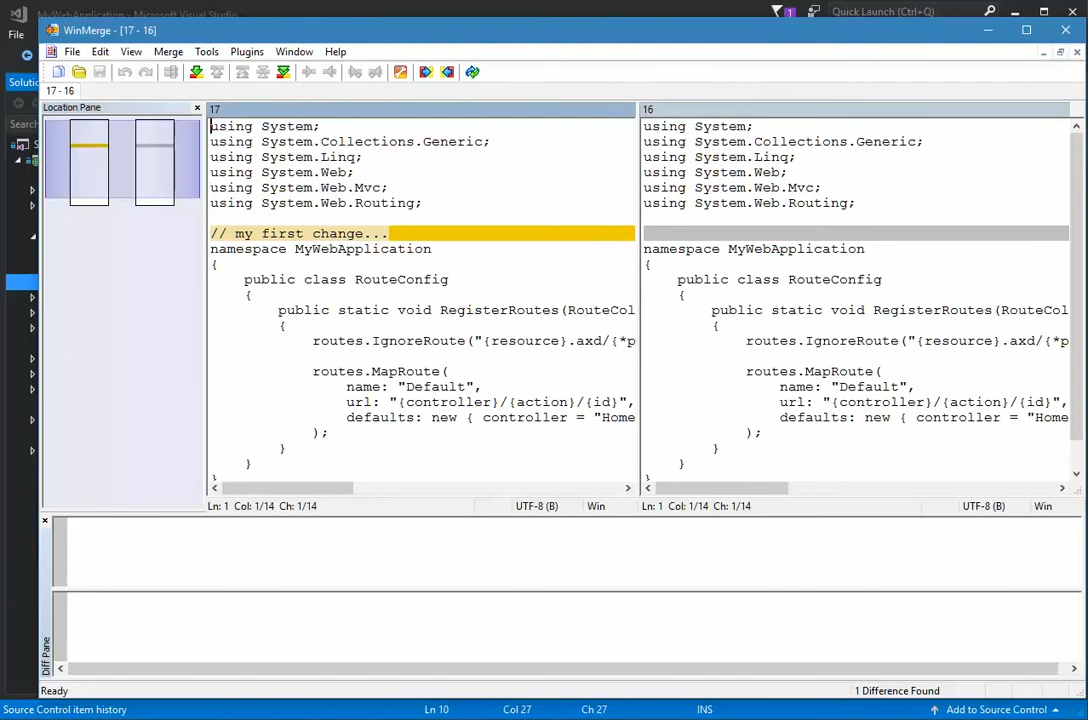 MyWebApplication - Microsoft Visual Studio
1
Quick Launch (Ctrl+Q)
File
Solutio
Search
WinMerge - [17 - 16]
File Edit View Merge Tools Plugins Window Help
17 - 16
Location Pane
17
using System;
using System.Collections.Generic;
using System.Linq;
using System.Web;
using System.Web.Mvc;
using System.Web.Routing;
// my first change...
namespace MyWebApplication
{
public class RouteConfig
{
public static void RegisterRoutes(RouteCol
{
routes.IgnoreRoute("{resource}.axd/{*p
routes.MapRoute(
name: "Default",
url: "{controller}/{action}/{id}",
defaults: new { controller = "Home
);
}
}
}
Ln: 1 Col: 1/14 Ch: 1/14
UTF-8 (B)
Win
16
using System;
using System.Collections.Generic;
using System.Linq;
using System.Web;
using System.Web.Mvc;
using System.Web.Routing;
namespace MyWebApplication
{
public class RouteConfig
{
public static void RegisterRoutes(RouteCol
{
routes.IgnoreRoute("{resource}.axd/{*p
routes.MapRoute(
name: "Default",
url: "{controller}/{action}/{id}",
defaults: new { controller = "Home
);
}
}
}
Ln: 1 Col: 1/14 Ch: 1/14
UTF-8 (B)
Win
Diff Pane
Ready
1 Difference Found
Source Control item history
Ln 10
Col 27
Ch 27
INS
Add to Source Control